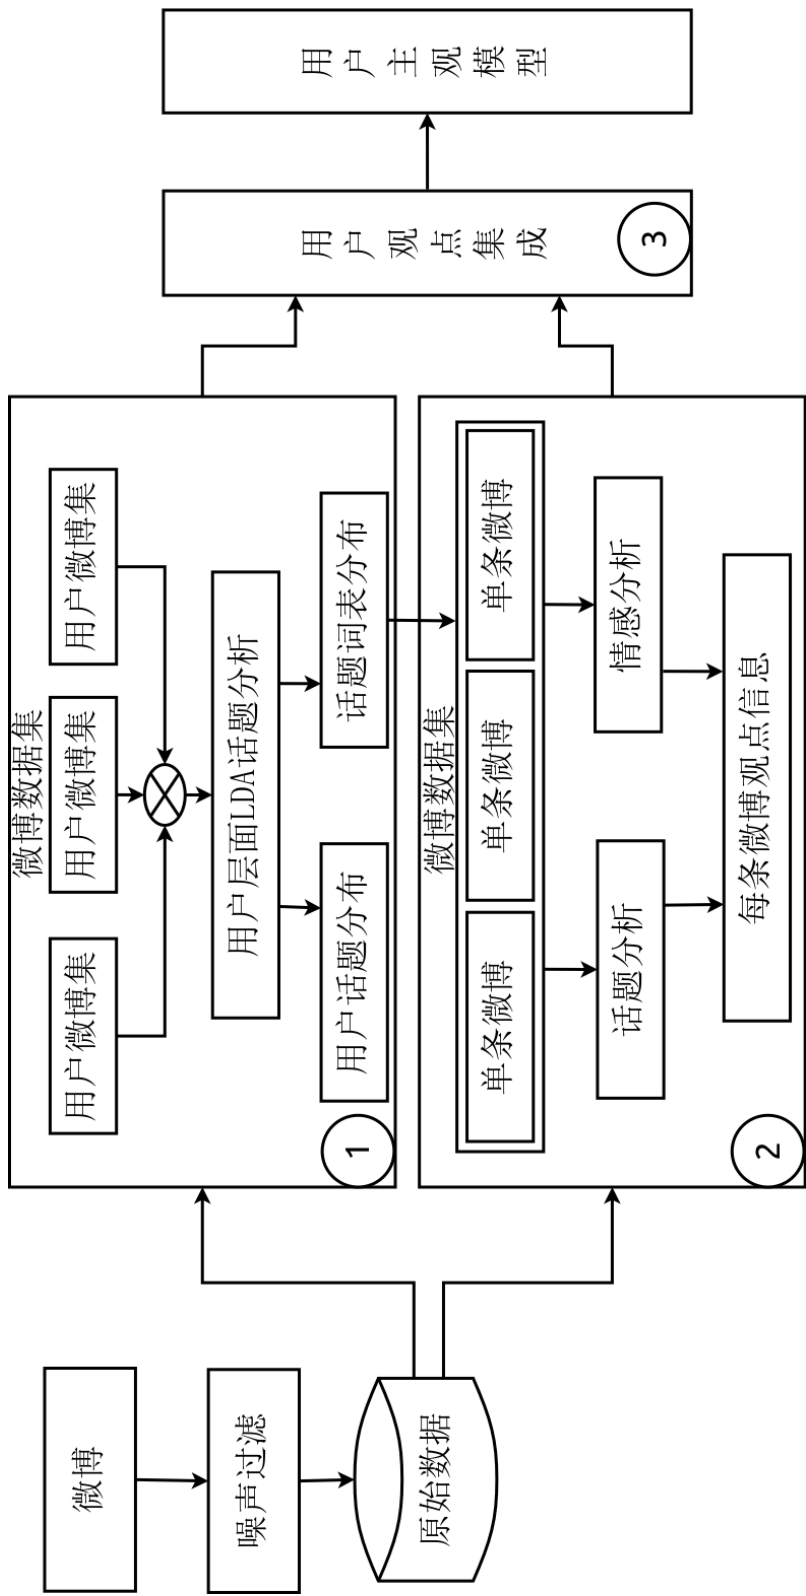 微博
噪声过滤
原始数据
微博数据集
用户微博集
用户微博集
用户微博集
用户层面LDA话题分析
用户话题分布
话题词表分布
1
微博数据集
单条微博
单条微博
单条微博
话题分析
情感分析
每条微博观点信息
2
用户观点集成
3
用户主观模型